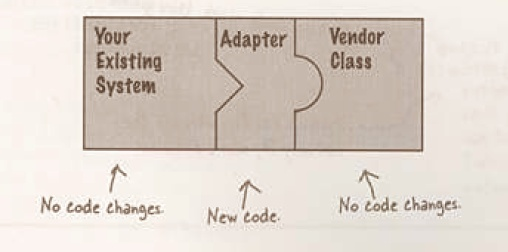 Your
Existing
System
Adapter
Vendor
Class
No code changes.
New code.
No code changes.